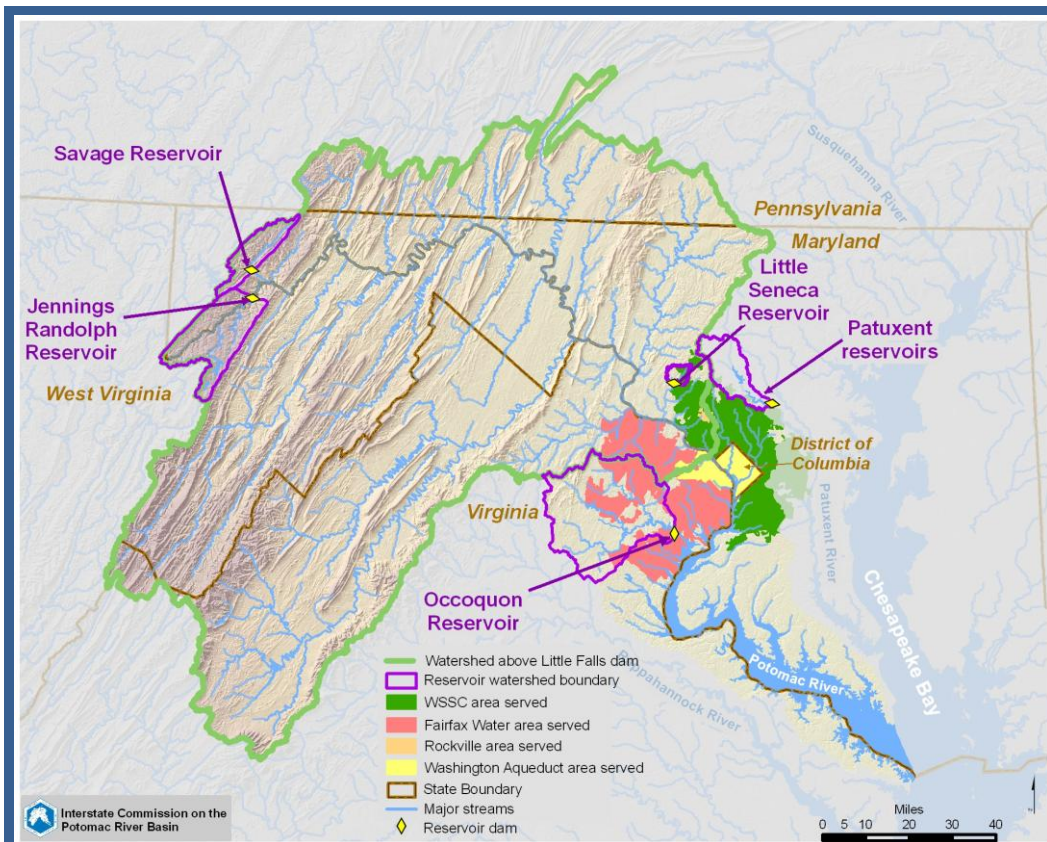 Susquehanna River
Savage Reservoir
Pennsylvania
Maryland
Little
Seneca
Reservoir
Jennings
Randolph
Reservoir
Patuxent
reservoirs
West Virginia
District of
Columbia
Virginia
Patuxent River
Occoquon
Reservoir
Chesapeake Bay
Potomac River
Rappahannock River
Watershed above Little Falls dam
Reservoir watershed boundary
WSSC area served
Fairfax Water area served
Rockville area served
Washington Aqueduct area served
State Boundary
Major streams
Reservoir dam
Interstate Commission on the
Potomac River Basin
Miles
0 5 10 20 30 40